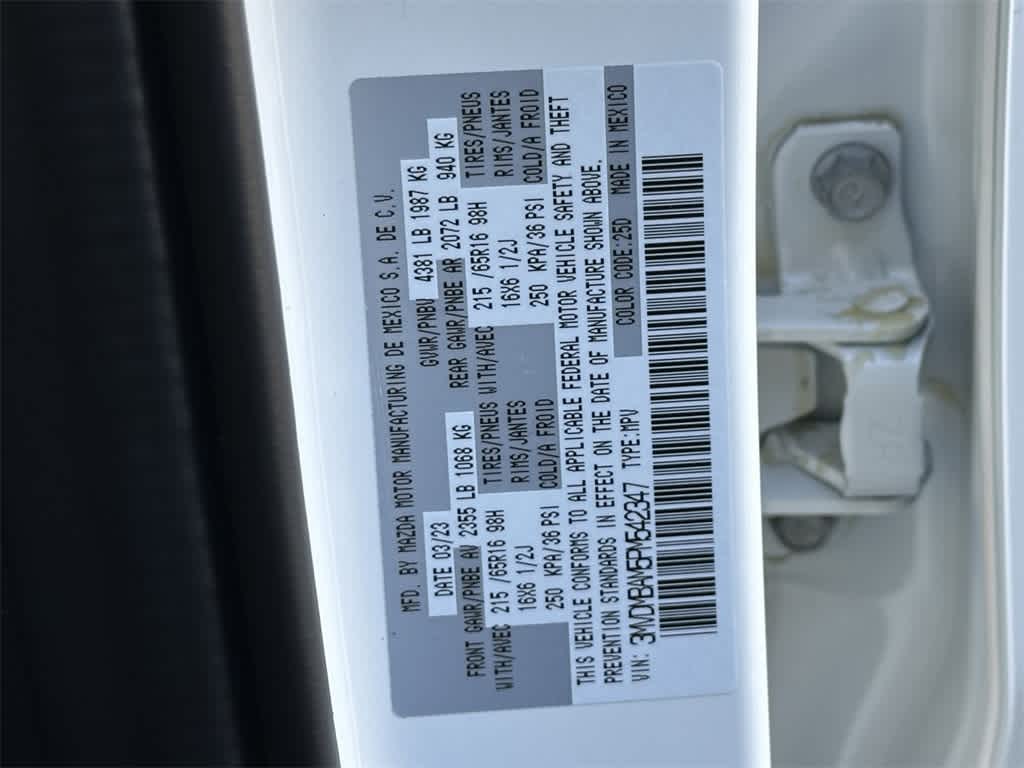 MFD. BY MAZDA MOTOR MANUFACTURING DE MEXICO S.A. DE C.V.
DATE 03/23 GVWR/PNBV 4381 LB 1987 KG
FRONT GAWR/PNBE AV 2355 LB 1068 KG REAR GAWR/PNBE AR 2072 LB 940 KG
WITH/AVEC 215 /65R16 98H TIRES/PNEUS WITH/AVEC 215 /65R16 98H TIRES/PNEUS
16X6 1/2J RIMS/JANTES 16X6 1/2J RIMS/JANTES
250 KPA/36 PSI COLD/A FROID 250 KPA/36 PSI COLD/A FROID
THIS VEHICLE CONFORMS TO ALL APPLICABLE FEDERAL MOTOR VEHICLE SAFETY AND THEFT
PREVENTION STANDARDS IN EFFECT ON THE DATE OF MANUFACTURE SHOWN ABOVE.
VIN: 3MVDMBAM5PM542347 TYPE:MPV COLOR CODE:25D MADE IN MEXICO